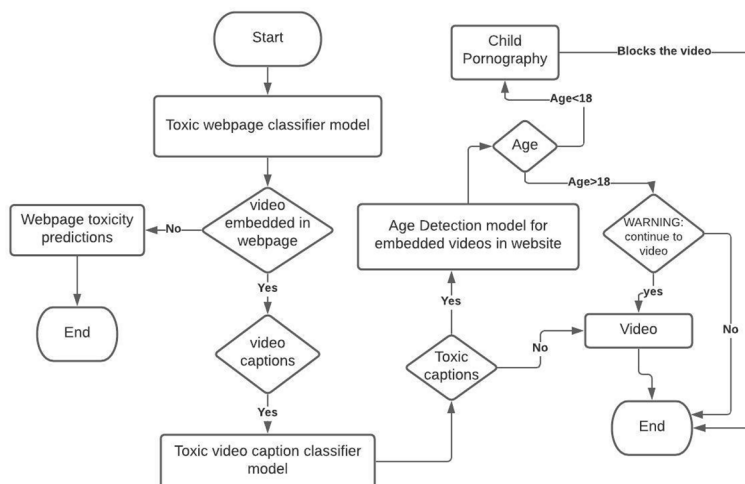 Start
Toxic webpage classifier model
video
embedded in
webpage
No
Webpage toxicity
predictions
End
Yes
video
captions
Yes
Toxic video caption classifier
model
Toxic
captions
Yes
No
Age Detection model for
embedded videos in website
Age
Age<18
Child
Pornography
Blocks the video
Age>18
WARNING:
continue to
video
yes
No
Video
End